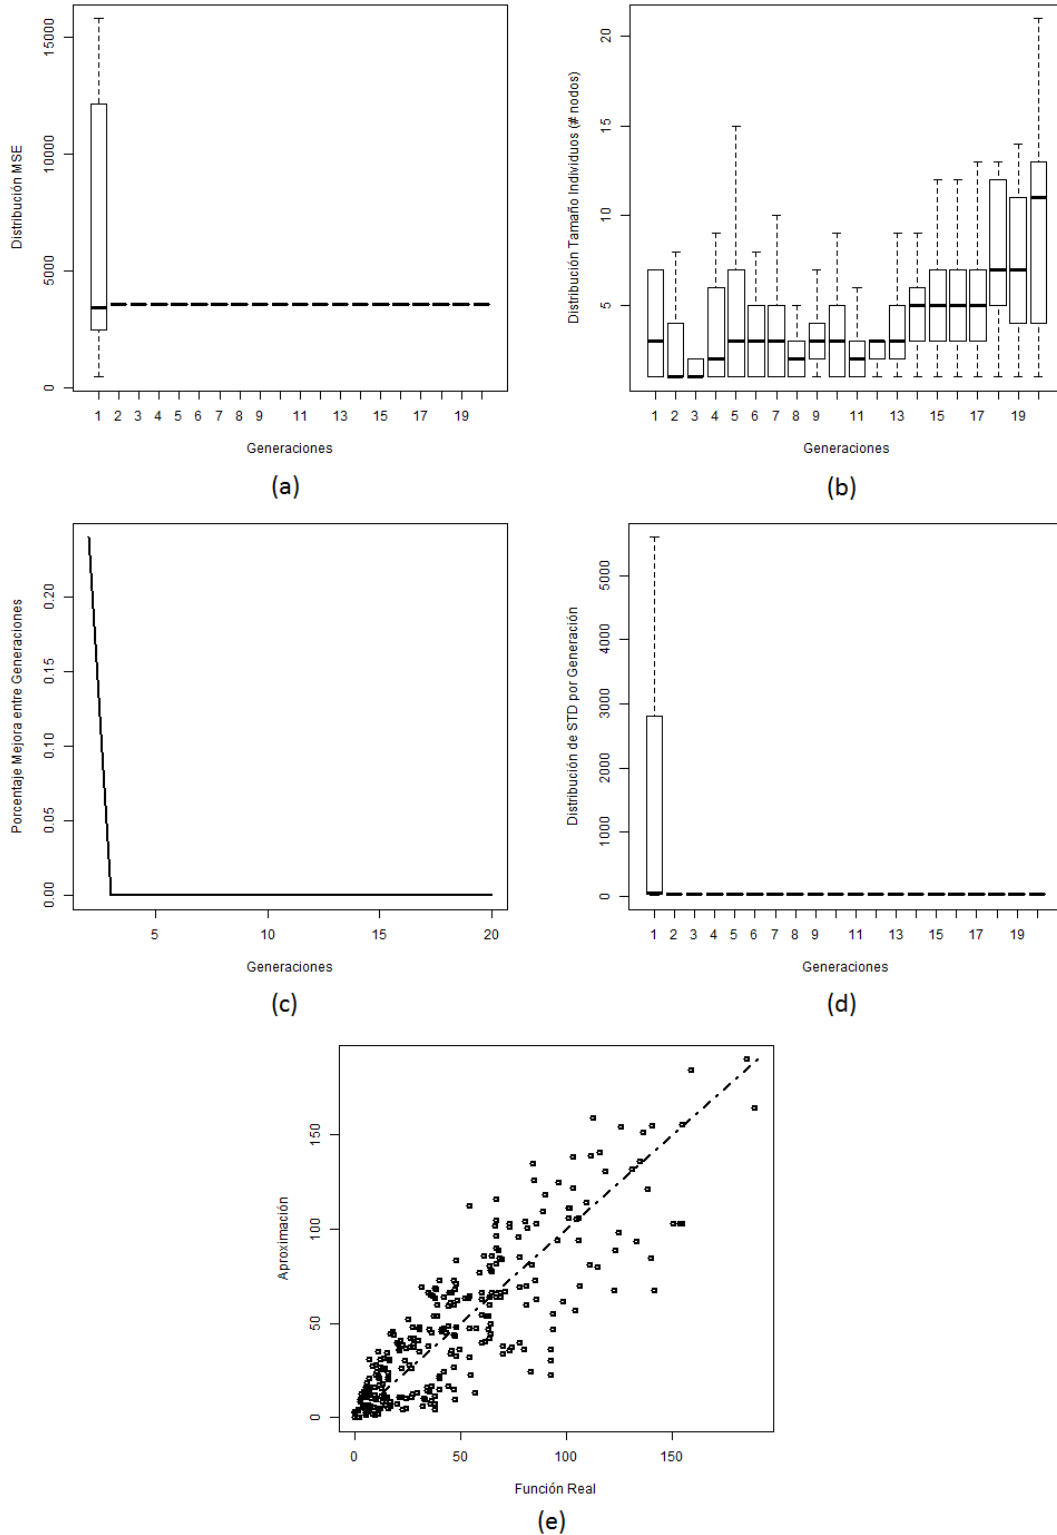 Distribución MSE
15000
10000
5000
0
1 2 3 4 5 6 7 8 9 11 13 15 17 19
Generaciones
(a)
Distribución Tamaño Individuos (# nodos)
20
15
10
5
1 2 3 4 5 6 7 8 9 11 13 15 17 19
Generaciones
(b)
Porcentaje Mejora entre Generaciones
0.20
0.15
0.10
0.05
0.00
5 10 15 20
Generaciones
(c)
Distribución de STD por Generación
5000
4000
3000
2000
1000
0
1 2 3 4 5 6 7 8 9 11 13 15 17 19
Generaciones
(d)
Aproximación
150
100
50
0
0 50 100 150
Función Real
(e)